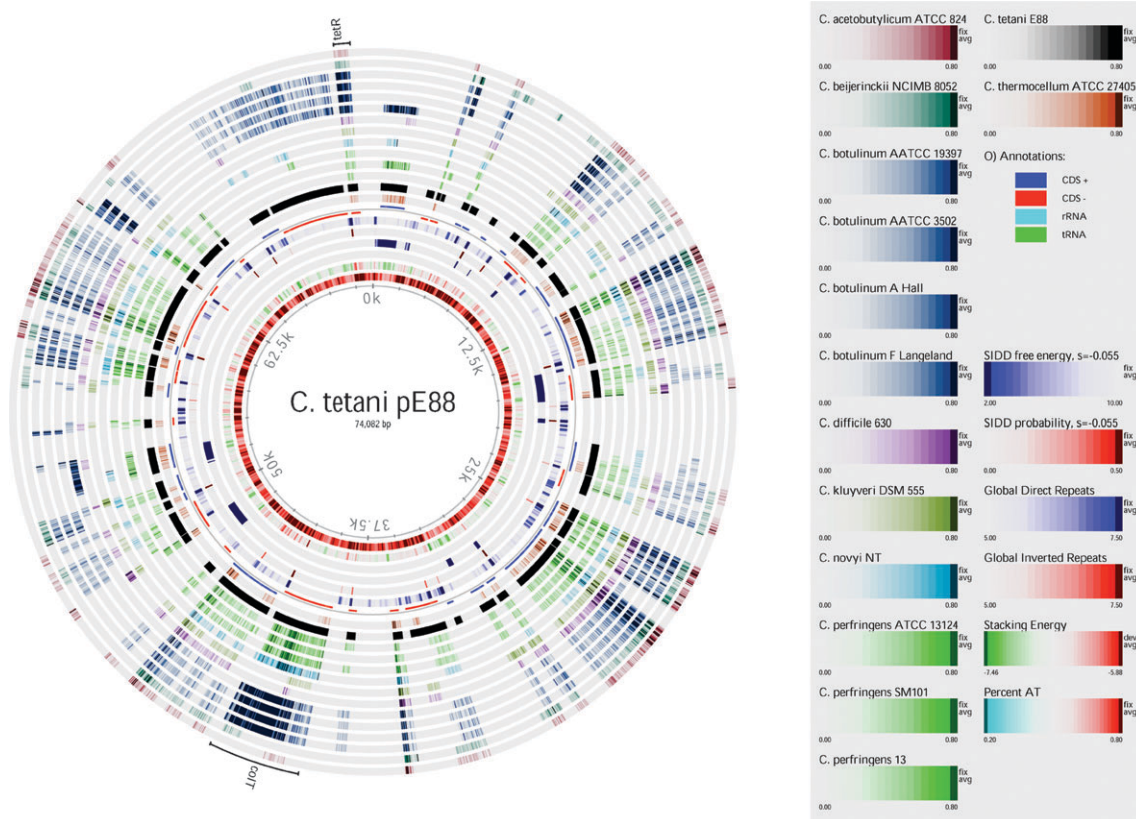 tetR
0k
12.5k
25k
37.5k
50k
62.5k
C. tetani pE88
74,082 bp
colT
C. acetobutylicum ATCC 824
fix
avg
0.00 0.80
C. beijerinckii NCIMB 8052
fix
avg
0.00 0.80
C. botulinum AATCC 19397
fix
avg
0.00 0.80
C. botulinum AATCC 3502
fix
avg
0.00 0.80
C. botulinum A Hall
fix
avg
0.00 0.80
C. botulinum F Langeland
fix
avg
0.00 0.80
C. difficile 630
fix
avg
0.00 0.80
C. kluyveri DSM 555
fix
avg
0.00 0.80
C. novyi NT
fix
avg
0.00 0.80
C. perfringens ATCC 13124
fix
avg
0.00 0.80
C. perfringens SM101
fix
avg
0.00 0.80
C. perfringens 13
fix
avg
0.00 0.80
C. tetani E88
fix
avg
0.00 0.80
C. thermocellum ATCC 27405
fix
avg
0.00 0.80
O) Annotations:
CDS +
CDS -
rRNA
tRNA
SIDD free energy, s=-0.055
fix
avg
2.00 10.00
SIDD probability, s=-0.055
fix
avg
0.00 0.50
Global Direct Repeats
fix
avg
5.00 7.50
Global Inverted Repeats
fix
avg
5.00 7.50
Stacking Energy
dev
avg
-7.46 -5.88
Percent AT
fix
avg
0.20 0.80